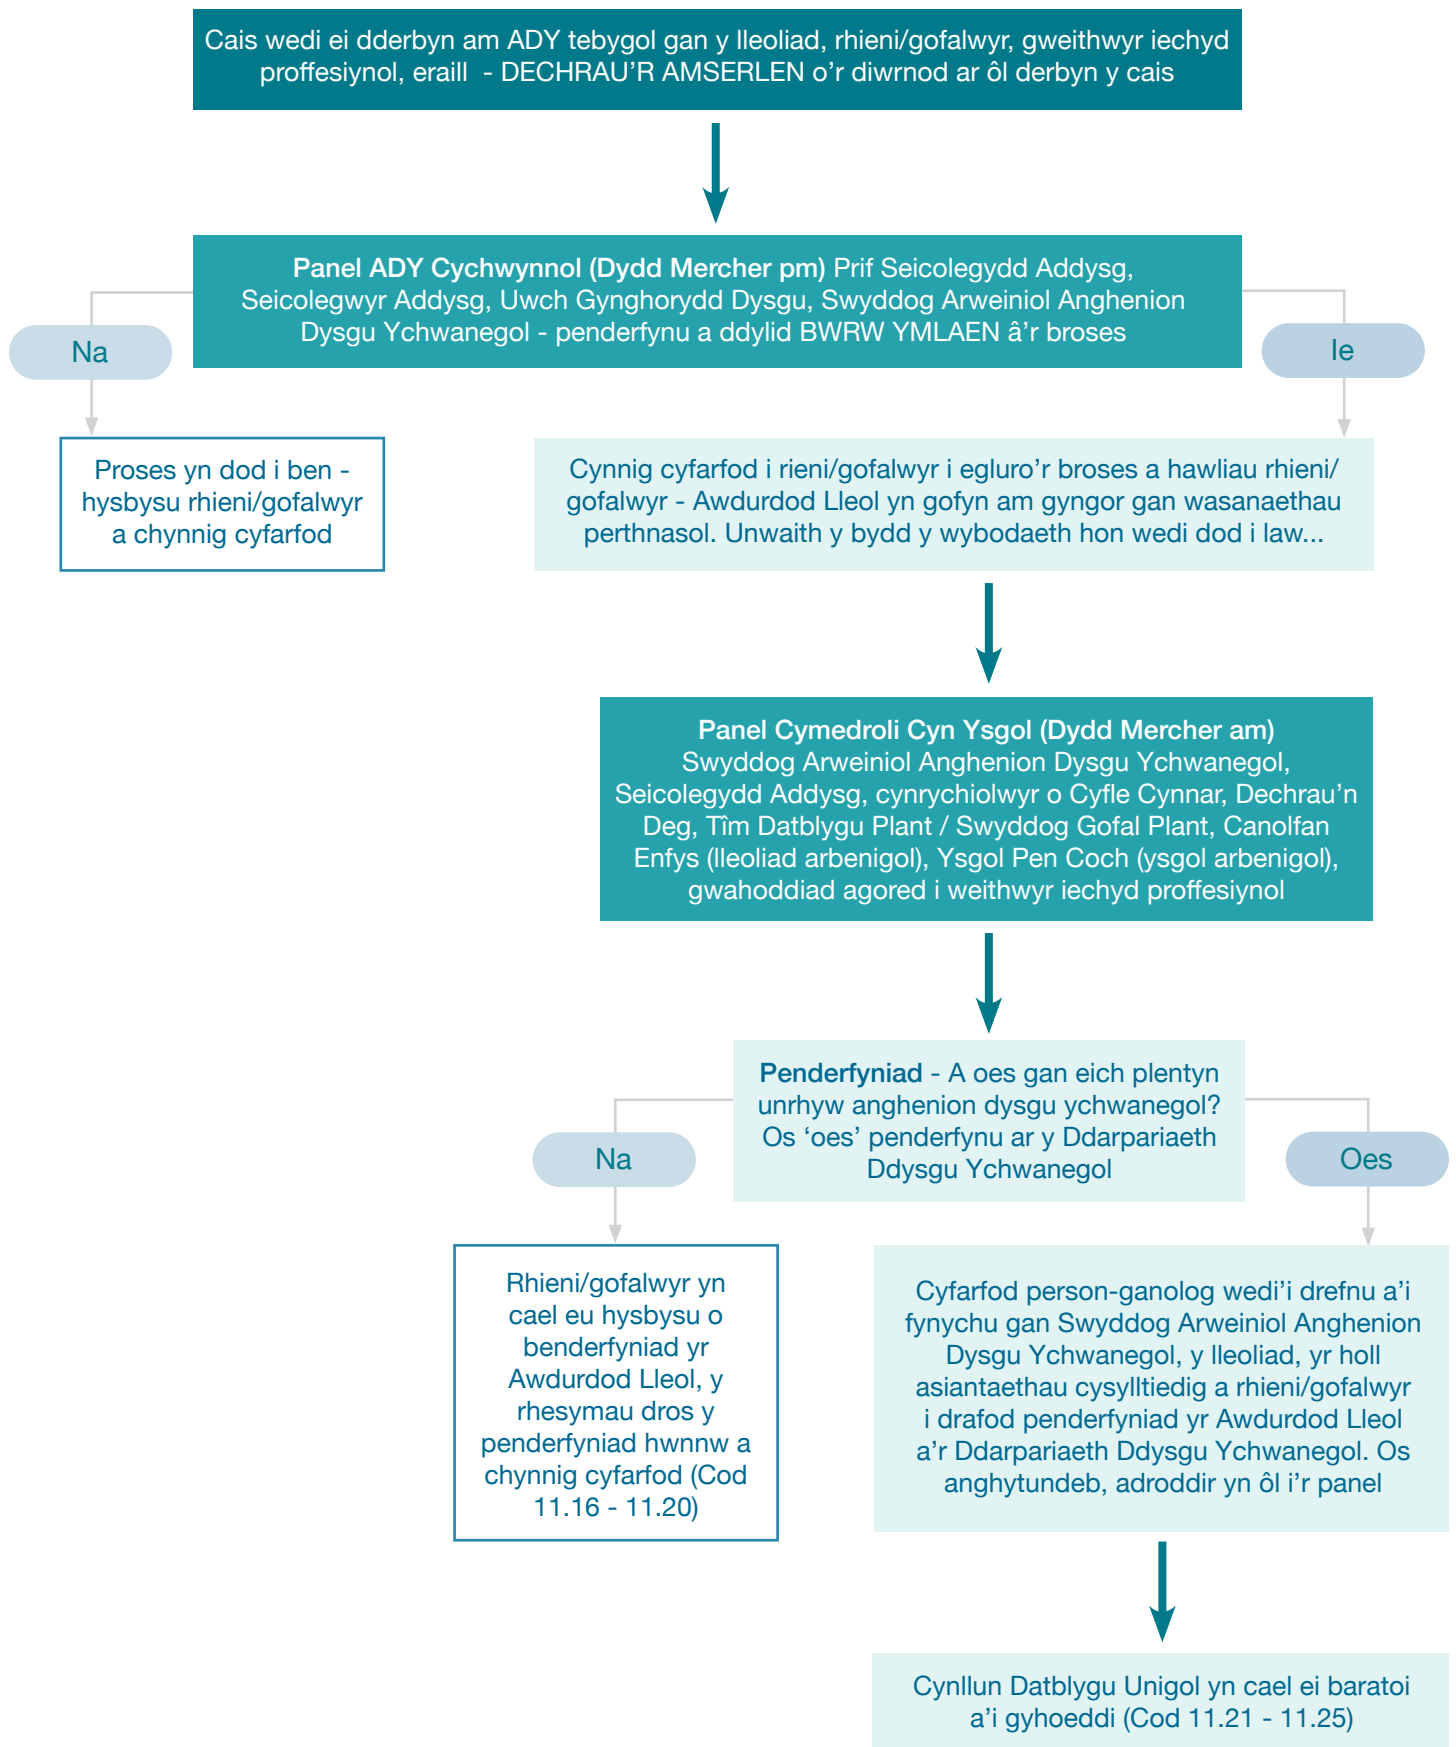 Cais wedi ei dderbyn am ADY tebygol gan y lleoliad, rhieni/gofalwyr, gweithwyr iechyd
proffesiynol, eraill  - DECHRAU’R AMSERLEN o’r diwrnod ar ôl derbyn y cais
Panel ADY Cychwynnol (Dydd Mercher pm) Prif Seicolegydd Addysg,
Seicolegwyr Addysg, Uwch Gynghorydd Dysgu, Swyddog Arweiniol Anghenion
Dysgu Ychwanegol - penderfynu a ddylid BWRW YMLAEN â’r broses
Na
Ie
Proses yn dod i ben -
hysbysu rhieni/gofalwyr
a chynnig cyfarfod
Cynnig cyfarfod i rieni/gofalwyr i egluro’r broses a hawliau rhieni/
gofalwyr - Awdurdod Lleol yn gofyn am gyngor gan wasanaethau
perthnasol. Unwaith y bydd y wybodaeth hon wedi dod i law...
Panel Cymedroli Cyn Ysgol (Dydd Mercher am)
Swyddog Arweiniol Anghenion Dysgu Ychwanegol,
Seicolegydd Addysg, cynrychiolwyr o Cyfle Cynnar, Dechrau’n
Deg, Tîm Datblygu Plant / Swyddog Gofal Plant, Canolfan
Enfys (lleoliad arbenigol), Ysgol Pen Coch (ysgol arbenigol),
gwahoddiad agored i weithwyr iechyd proffesiynol
Penderfyniad - A oes gan eich plentyn
unrhyw anghenion dysgu ychwanegol?
Os ‘oes’ penderfynu ar y Ddarpariaeth
Ddysgu Ychwanegol
Na
Oes
Rhieni/gofalwyr yn
cael eu hysbysu o
benderfyniad yr
Awdurdod Lleol, y
rhesymau dros y
penderfyniad hwnnw a
chynnig cyfarfod (Cod
11.16 - 11.20)
Cyfarfod person-ganolog wedi’i drefnu a’i
fynychu gan Swyddog Arweiniol Anghenion
Dysgu Ychwanegol, y lleoliad, yr holl
asiantaethau cysylltiedig a rhieni/gofalwyr
i drafod penderfyniad yr Awdurdod Lleol
a’r Ddarpariaeth Ddysgu Ychwanegol. Os
anghytundeb, adroddir yn ôl i’r panel
Cynllun Datblygu Unigol yn cael ei baratoi
a’i gyhoeddi (Cod 11.21 - 11.25)